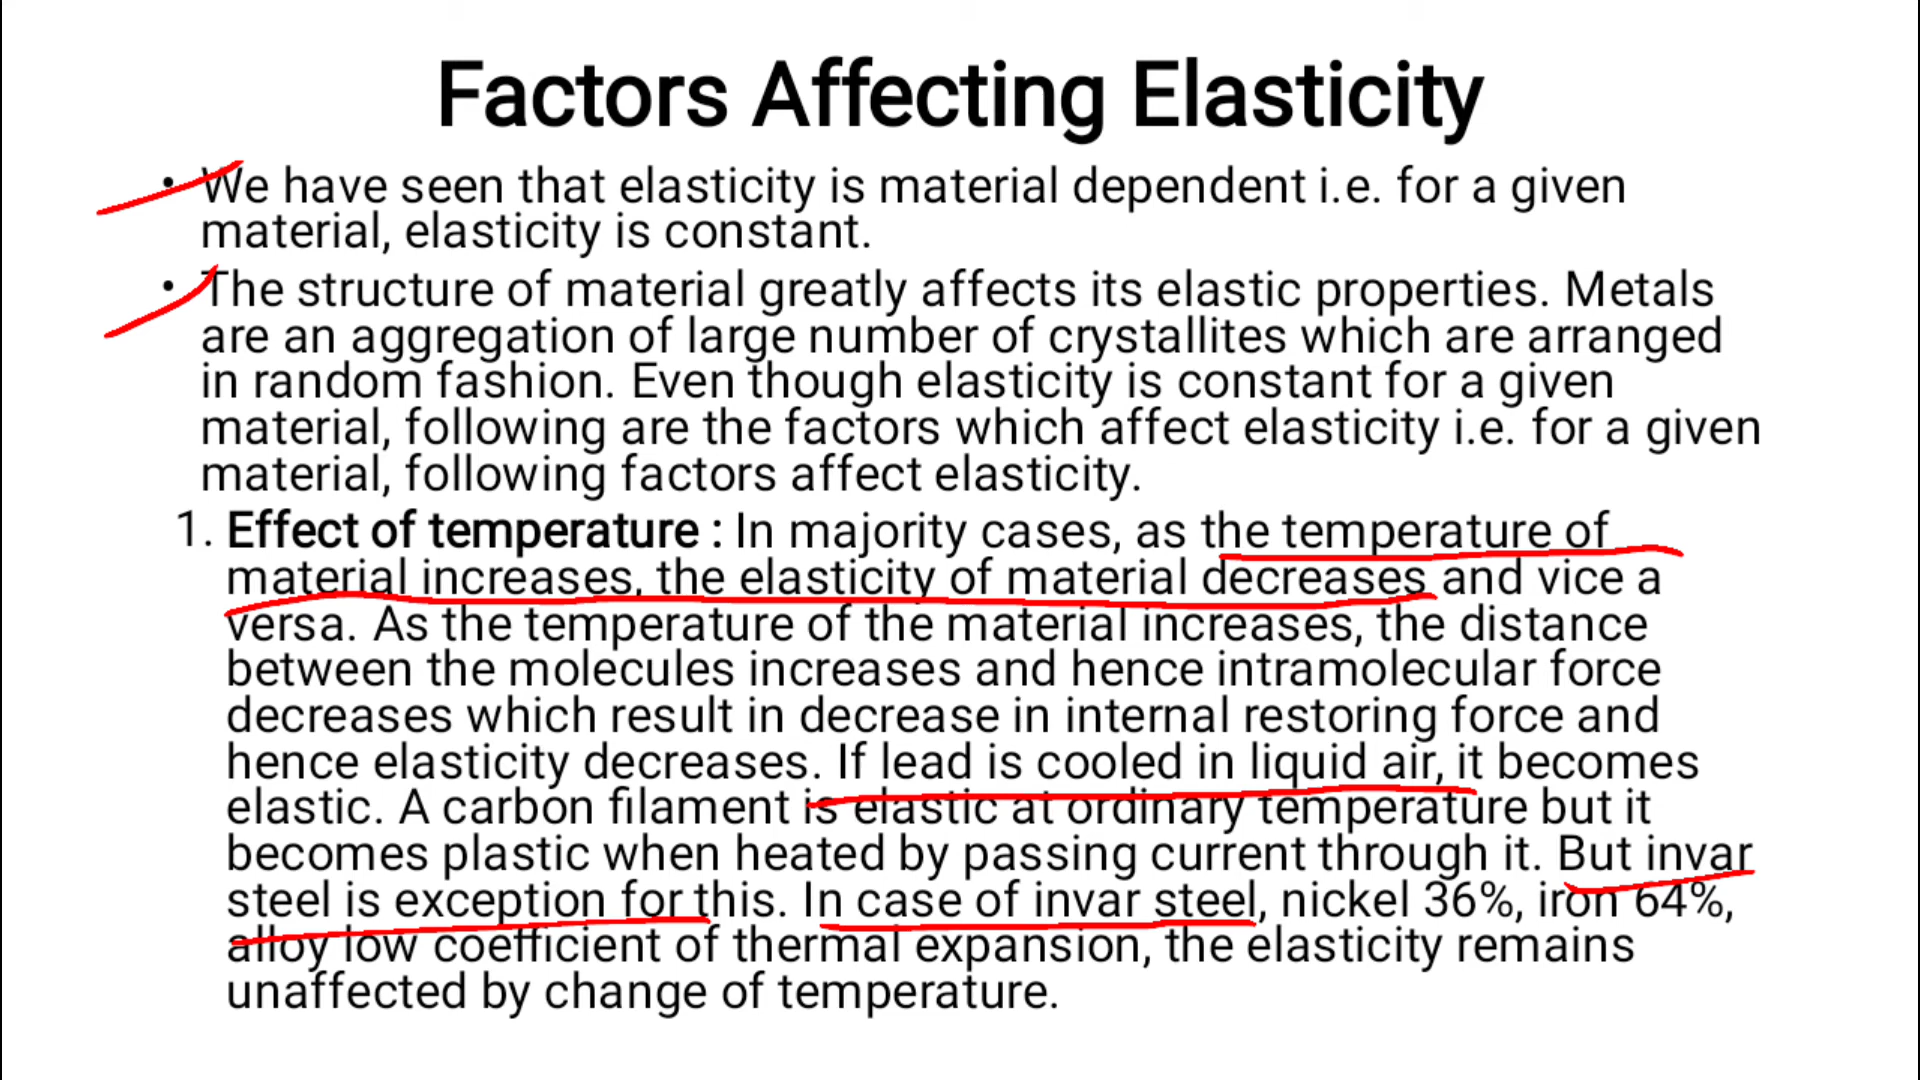 Factors Affecting Elasticity
• We have seen that elasticity is material dependent i.e. for a given
material, elasticity is constant.
• The structure of material greatly affects its elastic properties. Metals
are an aggregation of large number of crystallites which are arranged
in random fashion. Even though elasticity is constant for a given
material, following are the factors which affect elasticity i.e. for a given
material, following factors affect elasticity.
1. Effect of temperature : In majority cases, as the temperature of
material increases, the elasticity of material decreases and vice a
versa. As the temperature of the material increases, the distance
between the molecules increases and hence intramolecular force
decreases which result in decrease in internal restoring force and
hence elasticity decreases. If lead is cooled in liquid air, it becomes
elastic. A carbon filament is elastic at ordinary temperature but it
becomes plastic when heated by passing current through it. But invar
steel is exception for this. In case of invar steel, nickel 36%, iron 64%,
alloy low coefficient of thermal expansion, the elasticity remains
unaffected by change of temperature.